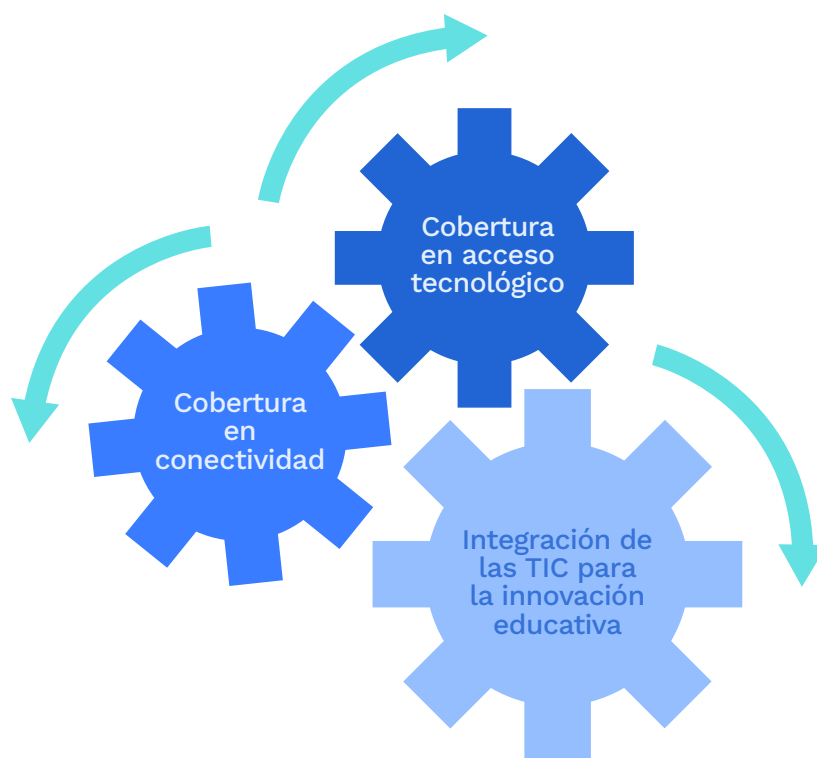 Cobertura
en acceso
tecnológico
Cobertura
en
conectividad
Integración de
las TIC para
la innovación
educativa